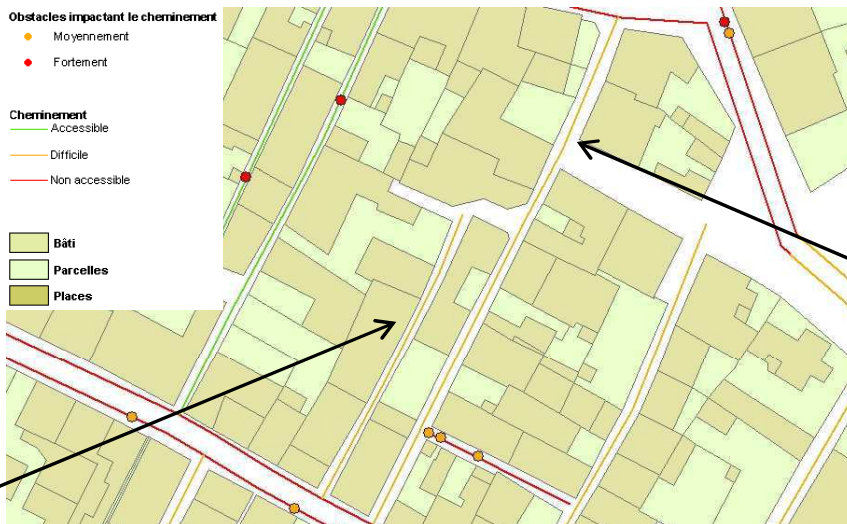 Obstacles impactant le cheminement
Moyennement
Fortement
Cheminement
Accessible
Difficile
Non accessible
Bâti
Parcelles
Places